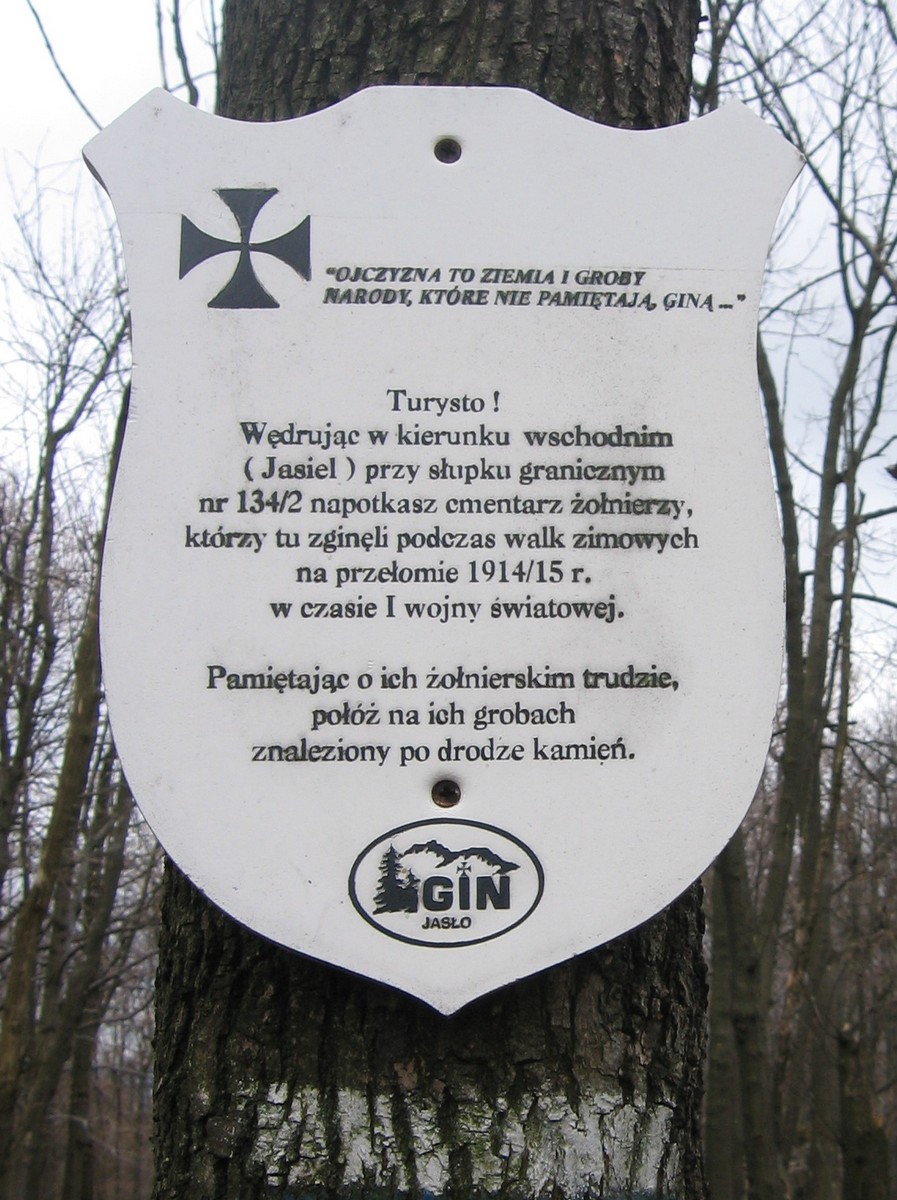 "OJCZYZNA TO ZIEMIA I GROBY
NARODY, KTÓRE NIE PAMIĘTAJĄ, GINĄ ..."
Turysto !
Wędrując w kierunku wschodnim
( Jasiel ) przy słupku granicznym
nr 134/2 napotkasz cmentarz żołnierzy,
którzy tu zginęli podczas walk zimowych
na przełomie 1914/15 r.
w czasie I wojny światowej.
Pamiętając o ich żołnierskim trudzie,
połóż na ich grobach
znaleziony po drodze kamień.
GIN
JASŁO